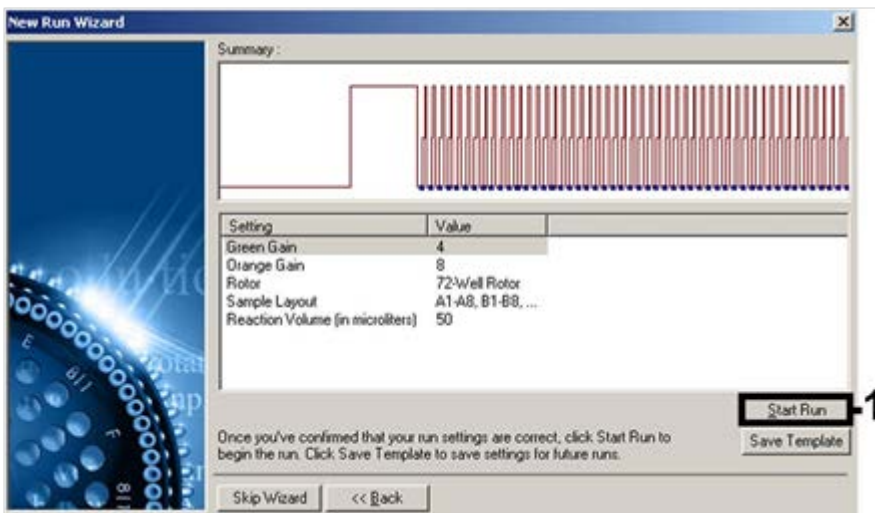 New Run Wizard
Summary :
Setting Value
Green Gain 4
Orange Gain 8
Rotor 72-Well Rotor
Sample Layout A1-A8, B1-B8, ...
Reaction Volume (in microliters) 50
Start Run
1
Once you've confirmed that your run settings are correct, click Start Run to
begin the run. Click Save Template to save settings for future runs.
Save Template
Skip Wizard << Back
E
8/1
F